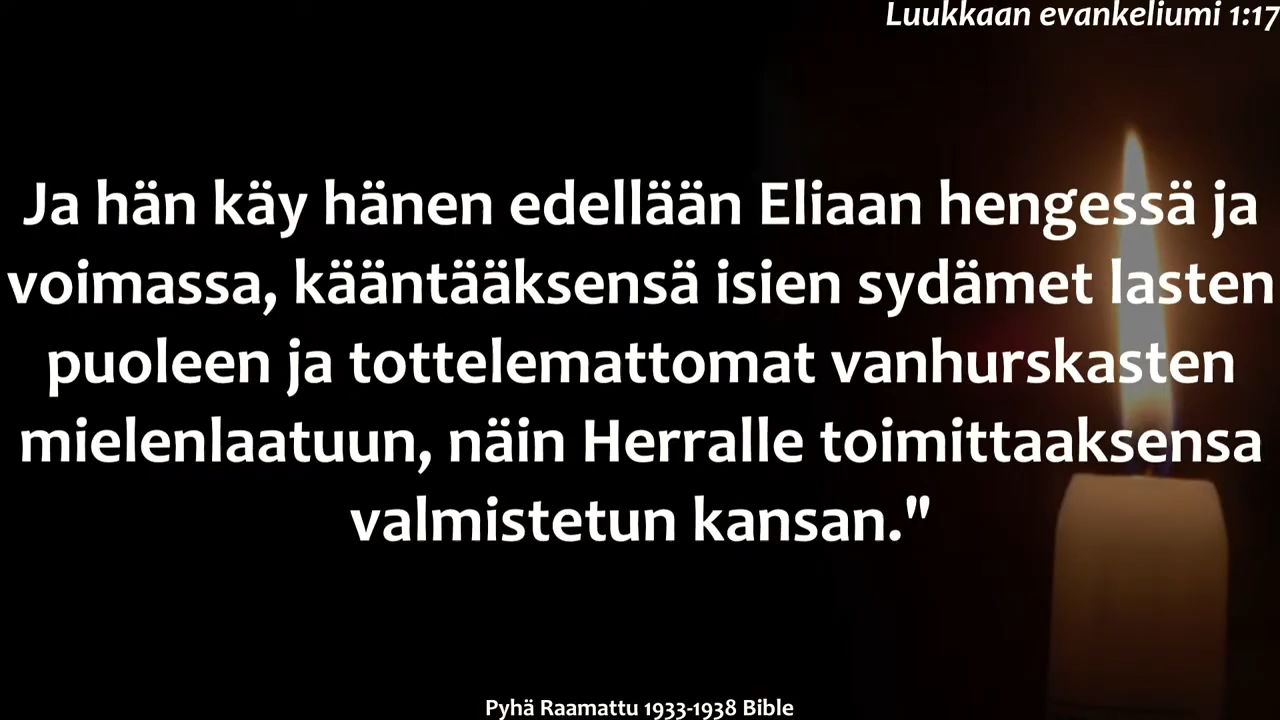 Luukkaan evankeliumi 1:17
Ja hän käy hänen edellään Eliaan hengessä ja
voimassa, kääntääksensä isien sydämet lasten
puoleen ja tottelemattomat vanhurskasten
mielenlaatuun, näin Herralle toimittaaksensa
valmistetun kansan."
Pyhä Raamattu 1933-1938 Bible